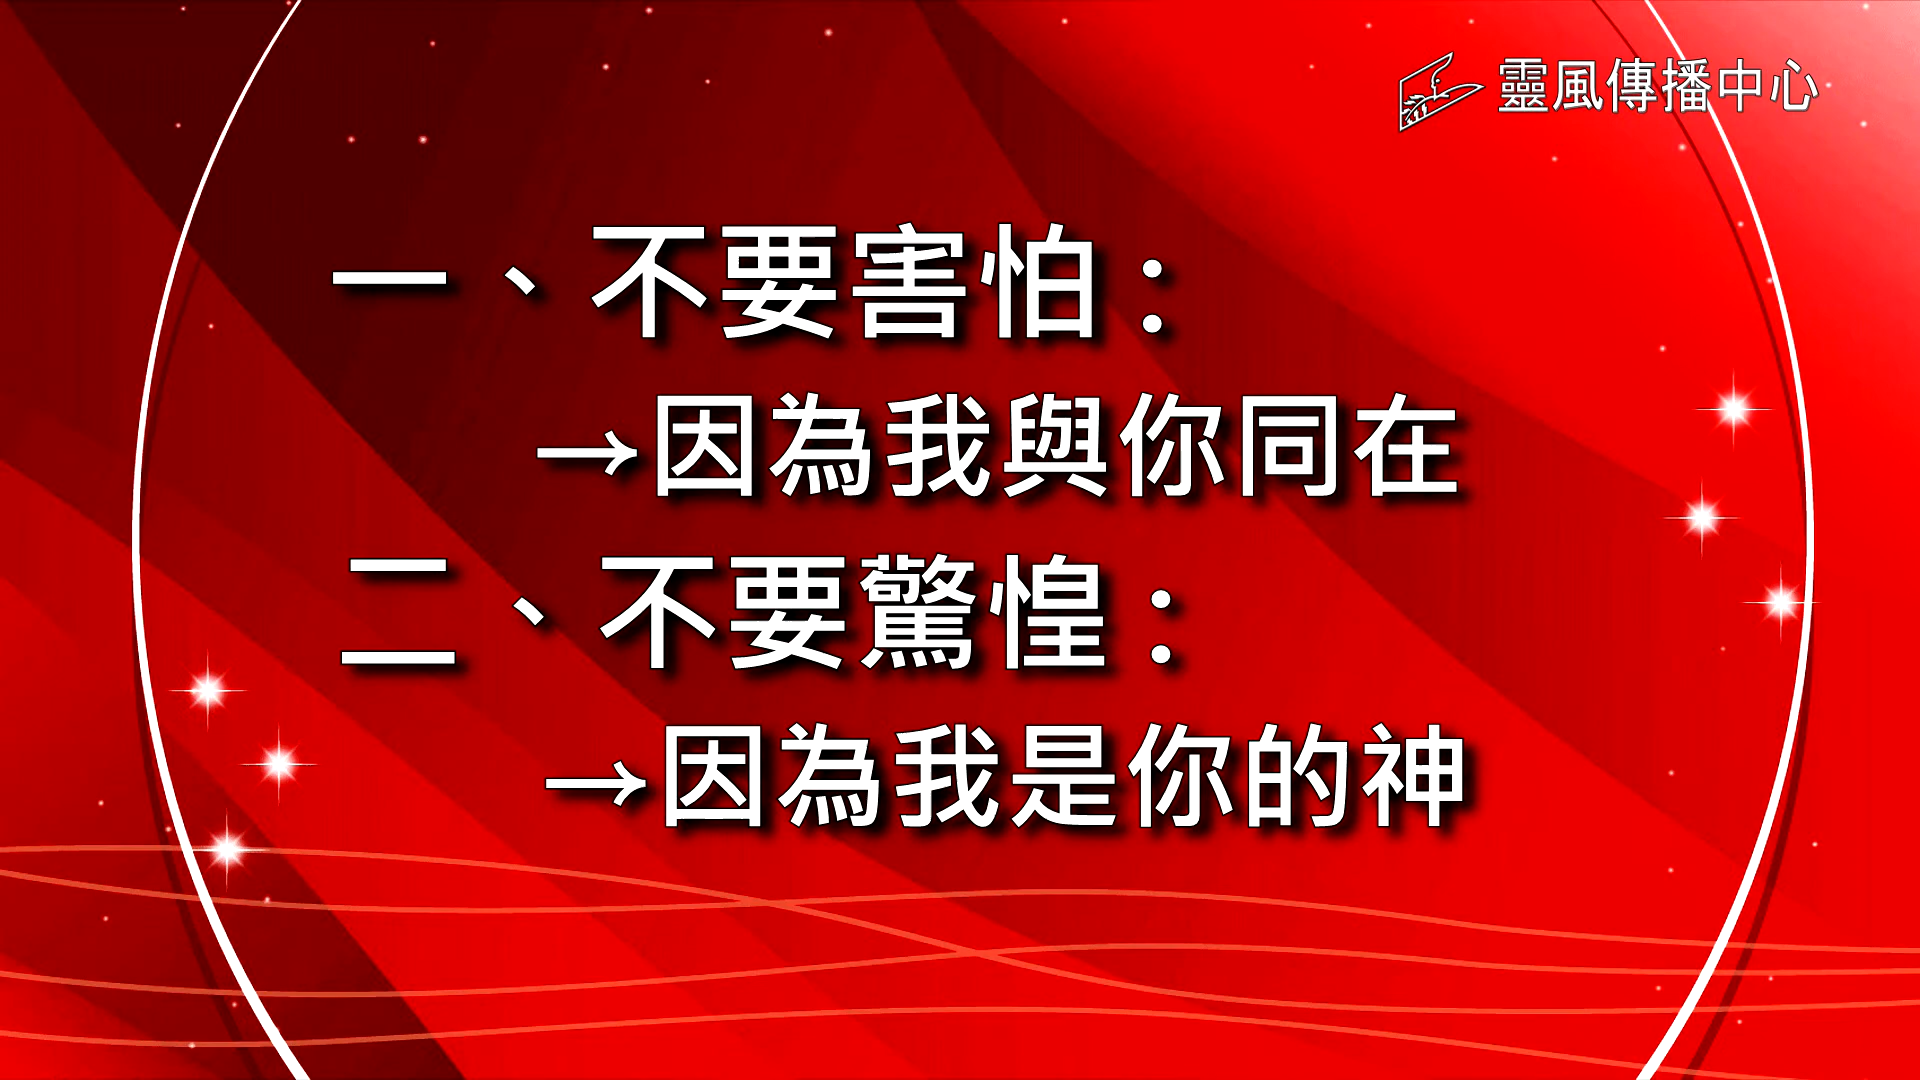 靈風傳播中心
一、不要害怕：
→因為我與你同在
二、不要驚惶：
→因為我是你的神